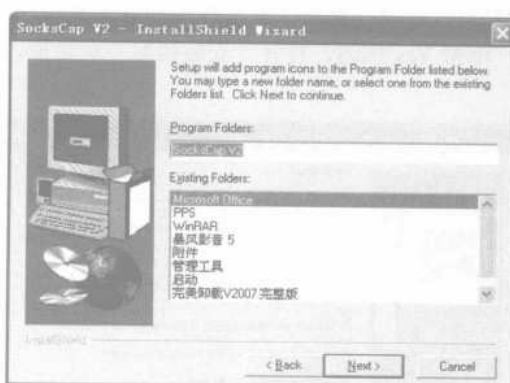 SocksCap V2 - InstallShield Wizard
Setup will add program icons to the Program Folder listed below.
You may type a new folder name, or select one from the existing
Folders list. Click Next to continue.
Program Folders:
SocksCap V2
Existing Folders:
Microsoft Office
PPS
WinRAR
暴风影音 5
附件
管理工具
启动
完美卸载V2007 完整版
InstallShield
< Back
Next >
Cancel